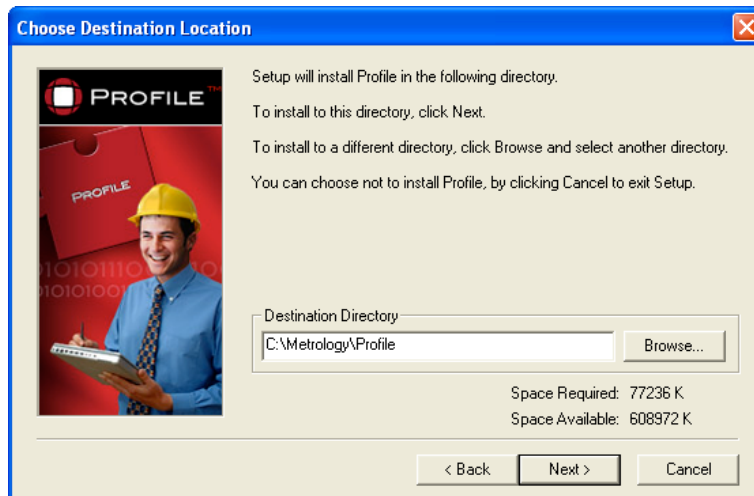 Choose Destination Location
PROFILE™
PROFILE
Setup will install Profile in the following directory.
To install to this directory, click Next.
To install to a different directory, click Browse and select another directory.
You can choose not to install Profile, by clicking Cancel to exit Setup.
Destination Directory
C:\Metrology\Profile
Browse...
Space Required: 77236 K
Space Available: 608972 K
< Back
Next >
Cancel